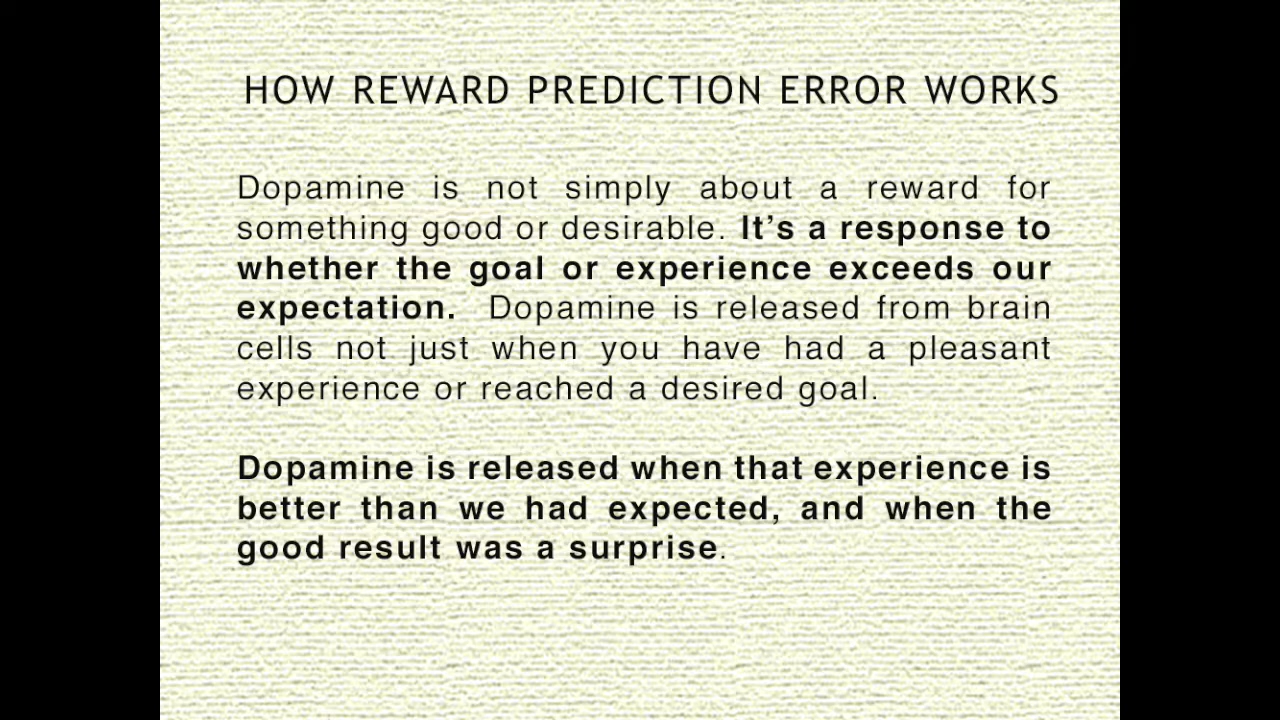 HOW REWARD PREDICTION ERROR WORKS
Dopamine is not simply about a reward for
something good or desirable. It’s a response to
whether the goal or experience exceeds our
expectation. Dopamine is released from brain
cells not just when you have had a pleasant
experience or reached a desired goal.
Dopamine is released when that experience is
better than we had expected, and when the
good result was a surprise.